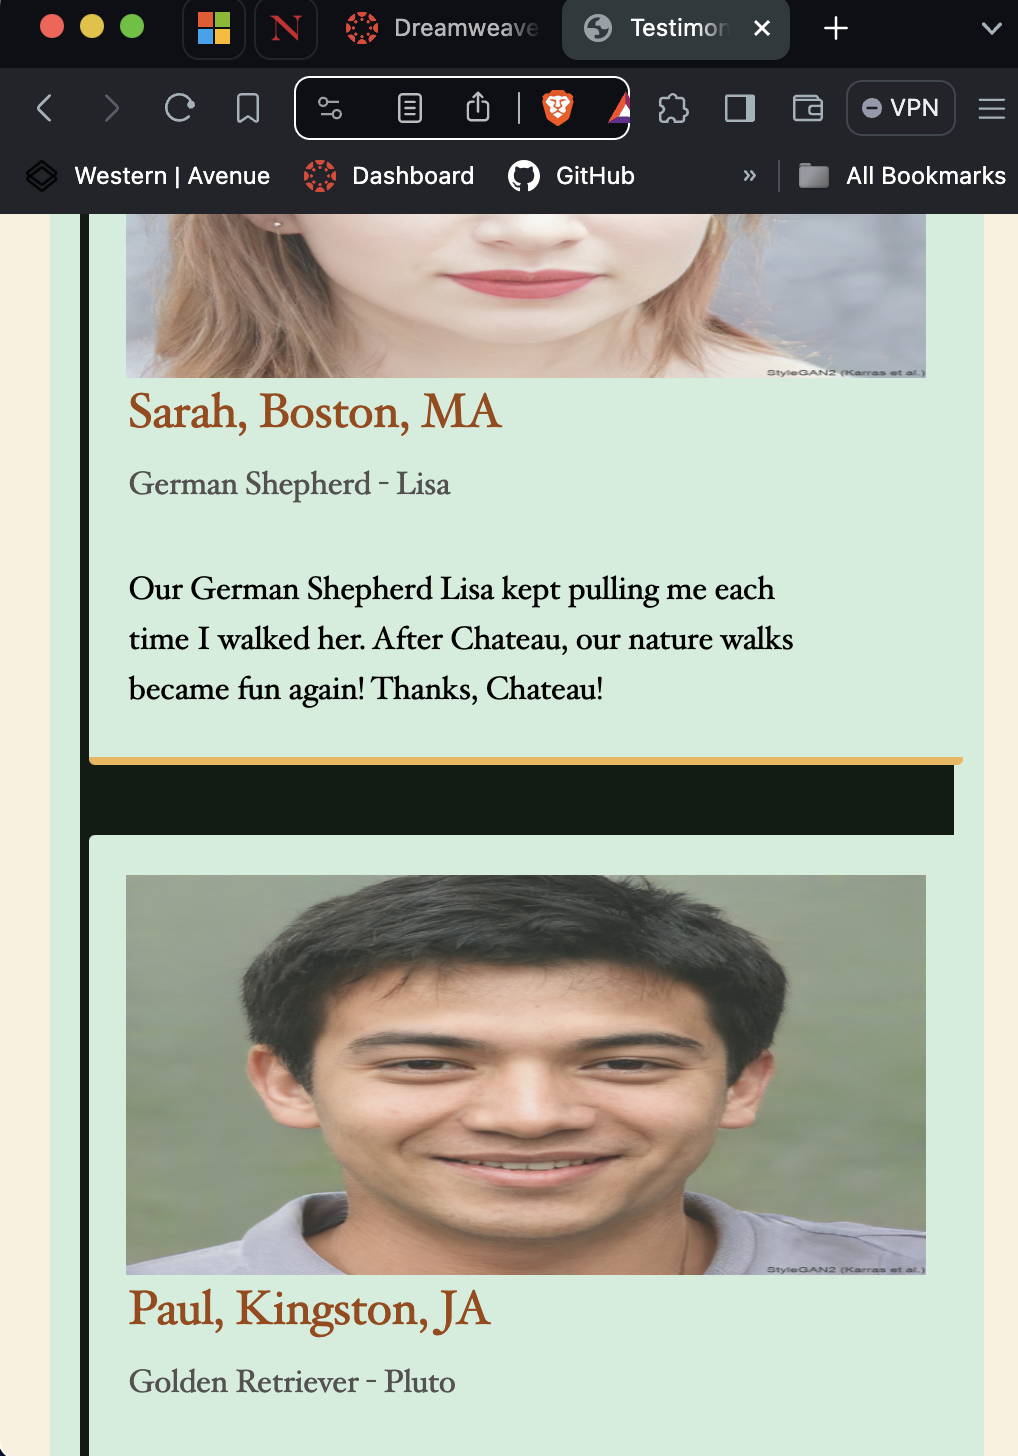 Dreamweave
Testimon
VPN
Western | Avenue
Dashboard
GitHub
»
All Bookmarks
StyleGAN2 (Karras et al.)
Sarah, Boston, MA
German Shepherd - Lisa
Our German Shepherd Lisa kept pulling me each
time I walked her. After Chateau, our nature walks
became fun again! Thanks, Chateau!
StyleGAN2 (Karras et al.)
Paul, Kingston, JA
Golden Retriever - Pluto